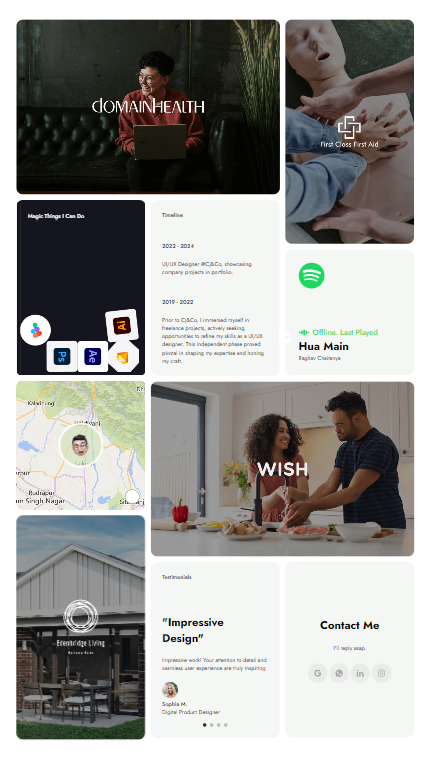 dOMAINHEALTH
First Class First Aid
Magic Things I Can Do
Timeline
2022 - 2024
UI/UX Designer @Cj&Co, showcasing
company projects in portfolio.
2019 - 2022
Prior to Cj&Co, I immersed myself in
freelance projects, actively seeking
opportunities to refine my skills as a UI/UX
designer. This independent phase proved
pivotal in shaping my expertise and honing
my craft.
Ai
Ps
Ae
Offline. Last Played
Hua Main
Raghav Chaitanya
Kaladhungi
Rudrapur
am Singh Nagar
WISH
Edenbridge Living
Testimonials
"Impressive
Design"
Impressive work! Your attention to detail and
seamless user experience are truly inspiring.
Sophia M.
Digital Product Designer
Contact Me
I'll reply asap.